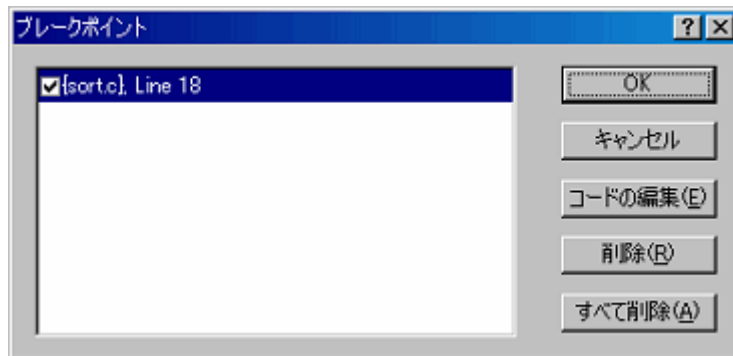 ブレークポイント
{sort.c}, Line 18
OK
キャンセル
コードの編集(E)
削除(R)
すべて削除(A)